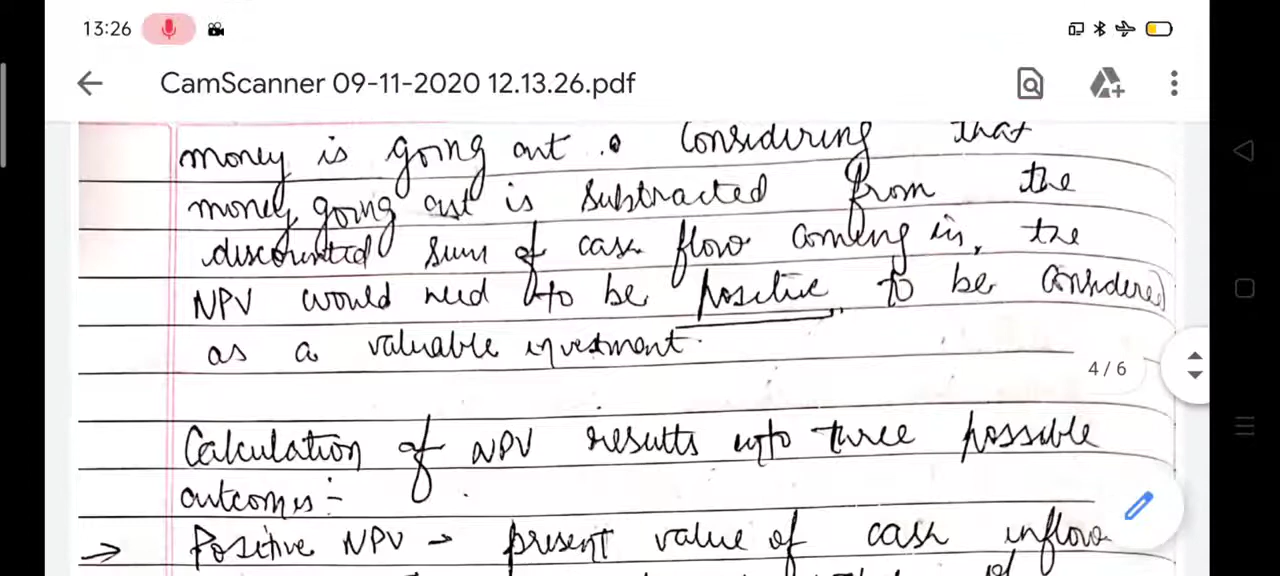 13:26
CamScanner 09-11-2020 12.13.26.pdf
money is going out. Considering that
money going out is substracted from the
discounted sum of cash flow coming in, the
NPV would need to be positive, to be considered
as a valuable investment.
4/6
Calculation of NPV results into three possible
outcomes:-
→ Positive NPV → present value of cash inflow
of